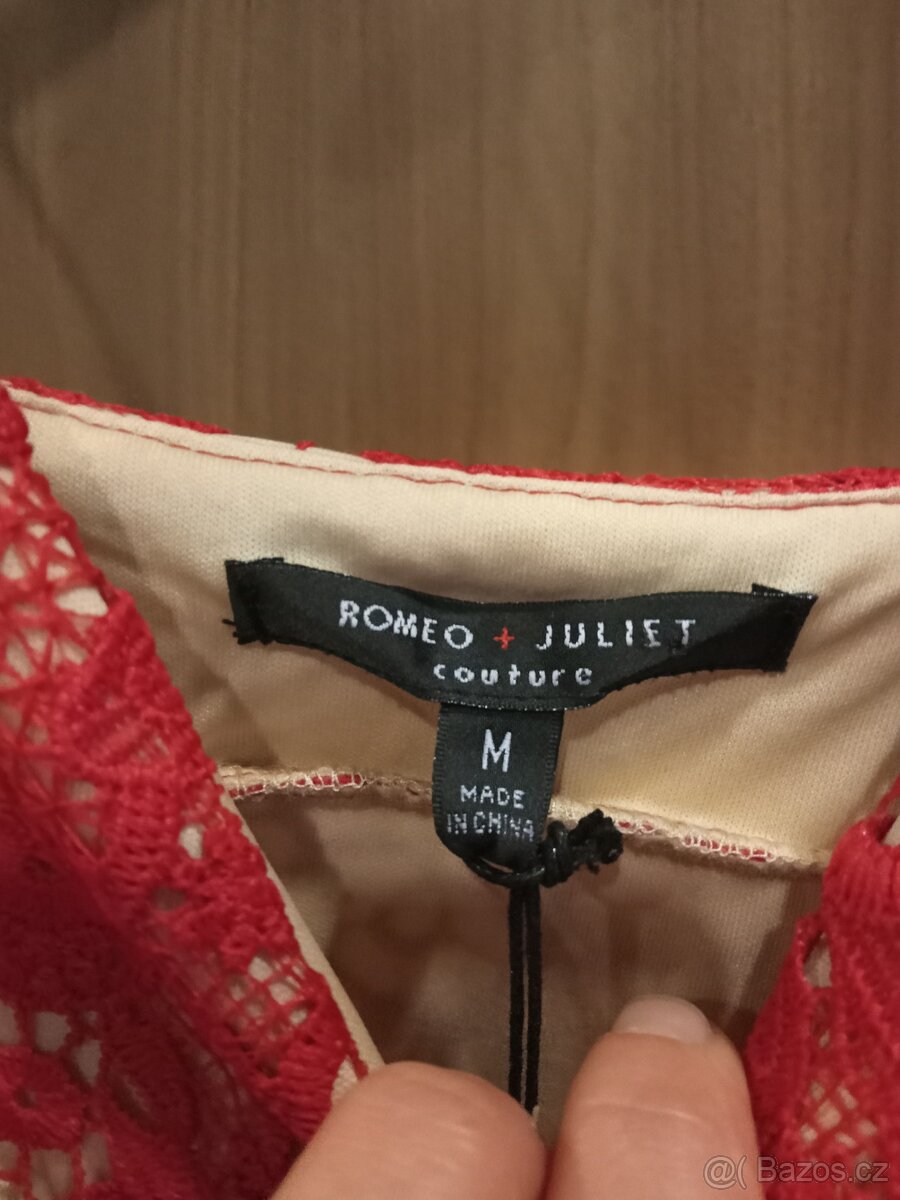 ROMEO + JULIET
couture
M
MADE
IN CHINA
@( Bazos.cz